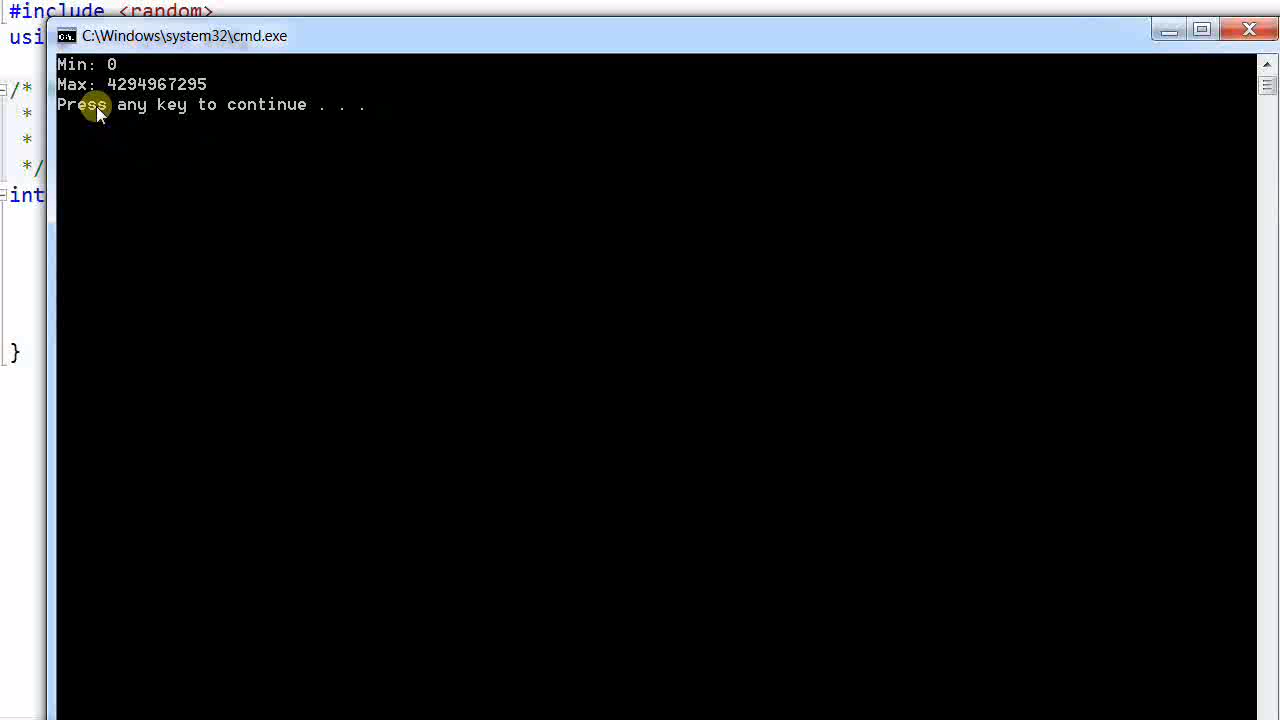 #include <random>
usi
C:\Windows\system32\cmd.exe
Min: 0
Max: 4294967295
/*
Press any key to continue . . .
*
*
*/
int
}